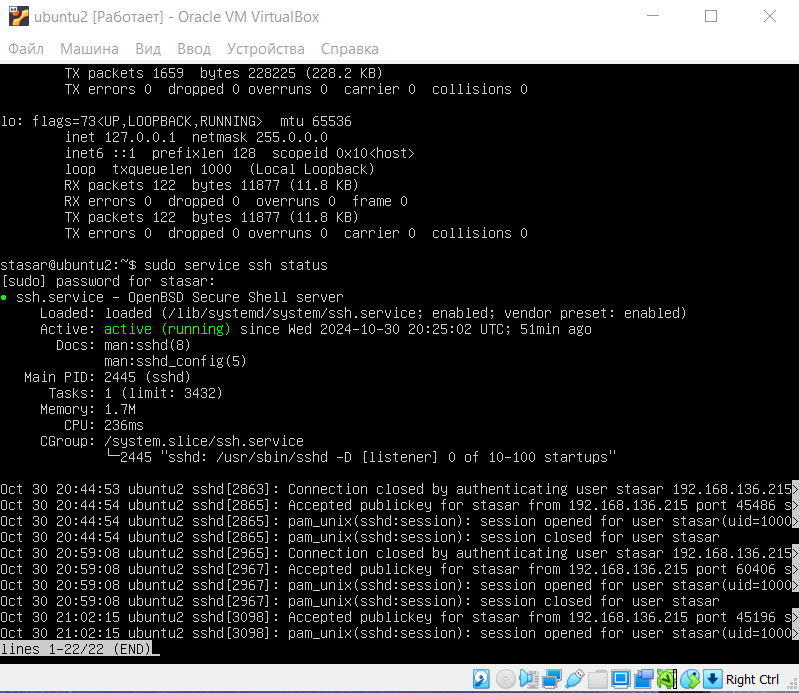 ubuntu2 [Работает] - Oracle VM VirtualBox
Файл Машина Вид Ввод Устройства Справка
TX packets 1659  bytes 228225 (228.2 KB)
TX errors 0  dropped 0 overruns 0  carrier 0  collisions 0
lo: flags=73<UP,LOOPBACK,RUNNING>  mtu 65536
inet 127.0.0.1  netmask 255.0.0.0
inet6 ::1  prefixlen 128  scopeid 0x10<host>
loop  txqueuelen 1000  (Local Loopback)
RX packets 122  bytes 11877 (11.8 KB)
RX errors 0  dropped 0  overruns 0  frame 0
TX packets 122  bytes 11877 (11.8 KB)
TX errors 0  dropped 0 overruns 0  carrier 0  collisions 0
stasar@ubuntu2:~$ sudo service ssh status
[sudo] password for stasar:
● ssh.service - OpenBSD Secure Shell server
Loaded: loaded (/lib/systemd/system/ssh.service; enabled; vendor preset: enabled)
Active: active (running) since Wed 2024-10-30 20:25:02 UTC; 51min ago
Docs: man:sshd(8)
man:sshd_config(5)
Main PID: 2445 (sshd)
Tasks: 1 (limit: 3432)
Memory: 1.7M
CPU: 236ms
CGroup: /system.slice/ssh.service
└─2445 "sshd: /usr/sbin/sshd -D [listener] 0 of 10-100 startups"
Oct 30 20:44:53 ubuntu2 sshd[2863]: Connection closed by authenticating user stasar 192.168.136.215>
Oct 30 20:44:54 ubuntu2 sshd[2865]: Accepted publickey for stasar from 192.168.136.215 port 45486 s>
Oct 30 20:44:54 ubuntu2 sshd[2865]: pam_unix(sshd:session): session opened for user stasar(uid=1000>
Oct 30 20:44:54 ubuntu2 sshd[2865]: pam_unix(sshd:session): session closed for user stasar
Oct 30 20:59:08 ubuntu2 sshd[2965]: Connection closed by authenticating user stasar 192.168.136.215>
Oct 30 20:59:08 ubuntu2 sshd[2967]: Accepted publickey for stasar from 192.168.136.215 port 60406 s>
Oct 30 20:59:08 ubuntu2 sshd[2967]: pam_unix(sshd:session): session opened for user stasar(uid=1000>
Oct 30 20:59:08 ubuntu2 sshd[2967]: pam_unix(sshd:session): session closed for user stasar
Oct 30 21:02:15 ubuntu2 sshd[3098]: Accepted publickey for stasar from 192.168.136.215 port 45196 s>
Oct 30 21:02:15 ubuntu2 sshd[3098]: pam_unix(sshd:session): session opened for user stasar(uid=1000>
lines 1-22/22 (END)
Right Ctrl